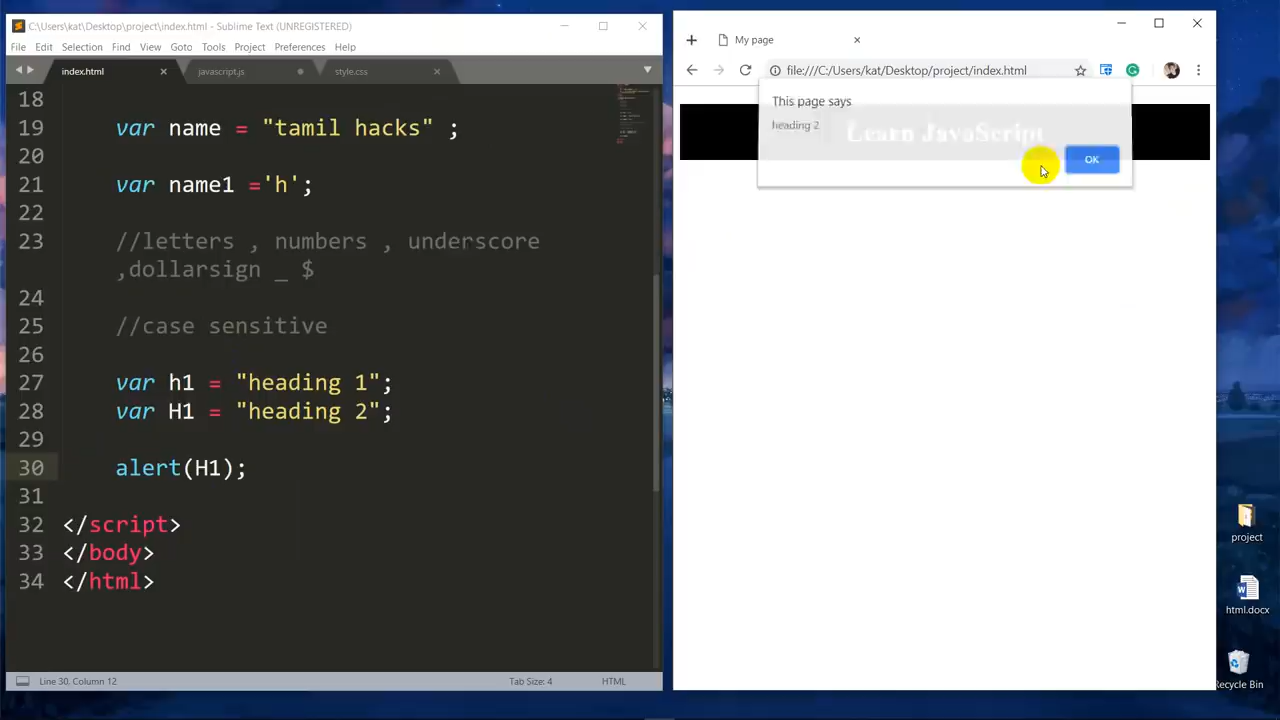 C:\Users\kat\Desktop\project\index.html - Sublime Text (UNREGISTERED)
File Edit Selection Find View Goto Tools Project Preferences Help
index.html javascript.js style.css
18
19 var name = "tamil hacks" ;
20
21 var name1 ='h';
22
23 //letters , numbers , underscore
,dollarsign _ $
24
25 //case sensitive
26
27 var h1 = "heading 1";
28 var H1 = "heading 2";
29
30 alert(H1);
31
32 </script>
33 </body>
34 </html>
Line 30, Column 12 Tab Size: 4 HTML
My page
file:///C:/Users/kat/Desktop/project/index.html
This page says
heading 2
Learn JavaScript
OK
project
html.docx
Recycle Bin